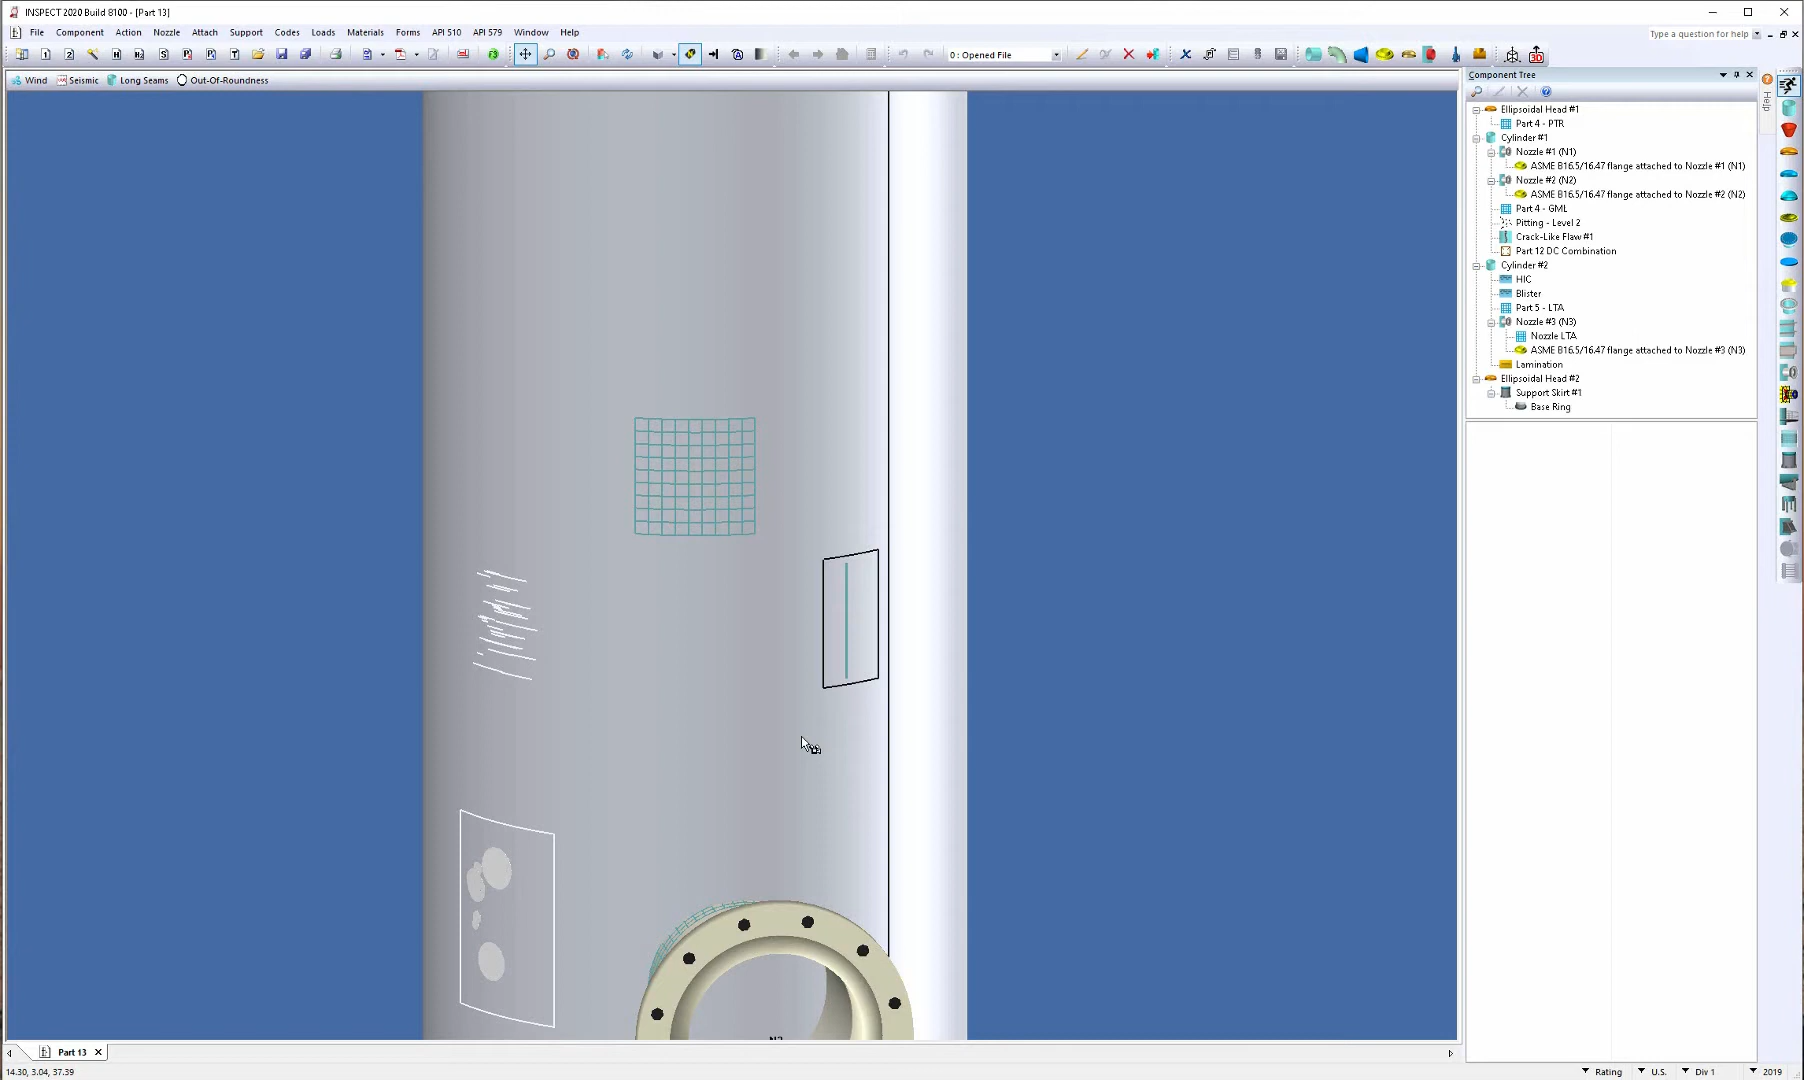 INSPECT 2020 Build 8100 - [Part 13]
File Component Action Nozzle Attach Support Codes Loads Materials Forms API 510 API 579 Window Help
Type a question for help
0 : Opened File
Wind Seismic Long Seams Out-Of-Roundness
Component Tree
Help
Ellipsoidal Head #1
Part 4 - PTR
Cylinder #1
Nozzle #1 (N1)
ASME B16.5/16.47 flange attached to Nozzle #1 (N1)
Nozzle #2 (N2)
ASME B16.5/16.47 flange attached to Nozzle #2 (N2)
Part 4 - GML
Pitting - Level 2
Crack-Like Flaw #1
Part 12 DC Combination
Cylinder #2
HIC
Blister
Part 5 - LTA
Nozzle #3 (N3)
Nozzle LTA
ASME B16.5/16.47 flange attached to Nozzle #3 (N3)
Lamination
Ellipsoidal Head #2
Support Skirt #1
Base Ring
Part 13
14.30, 3.04, 37.39
Rating U.S. Div 1 2019